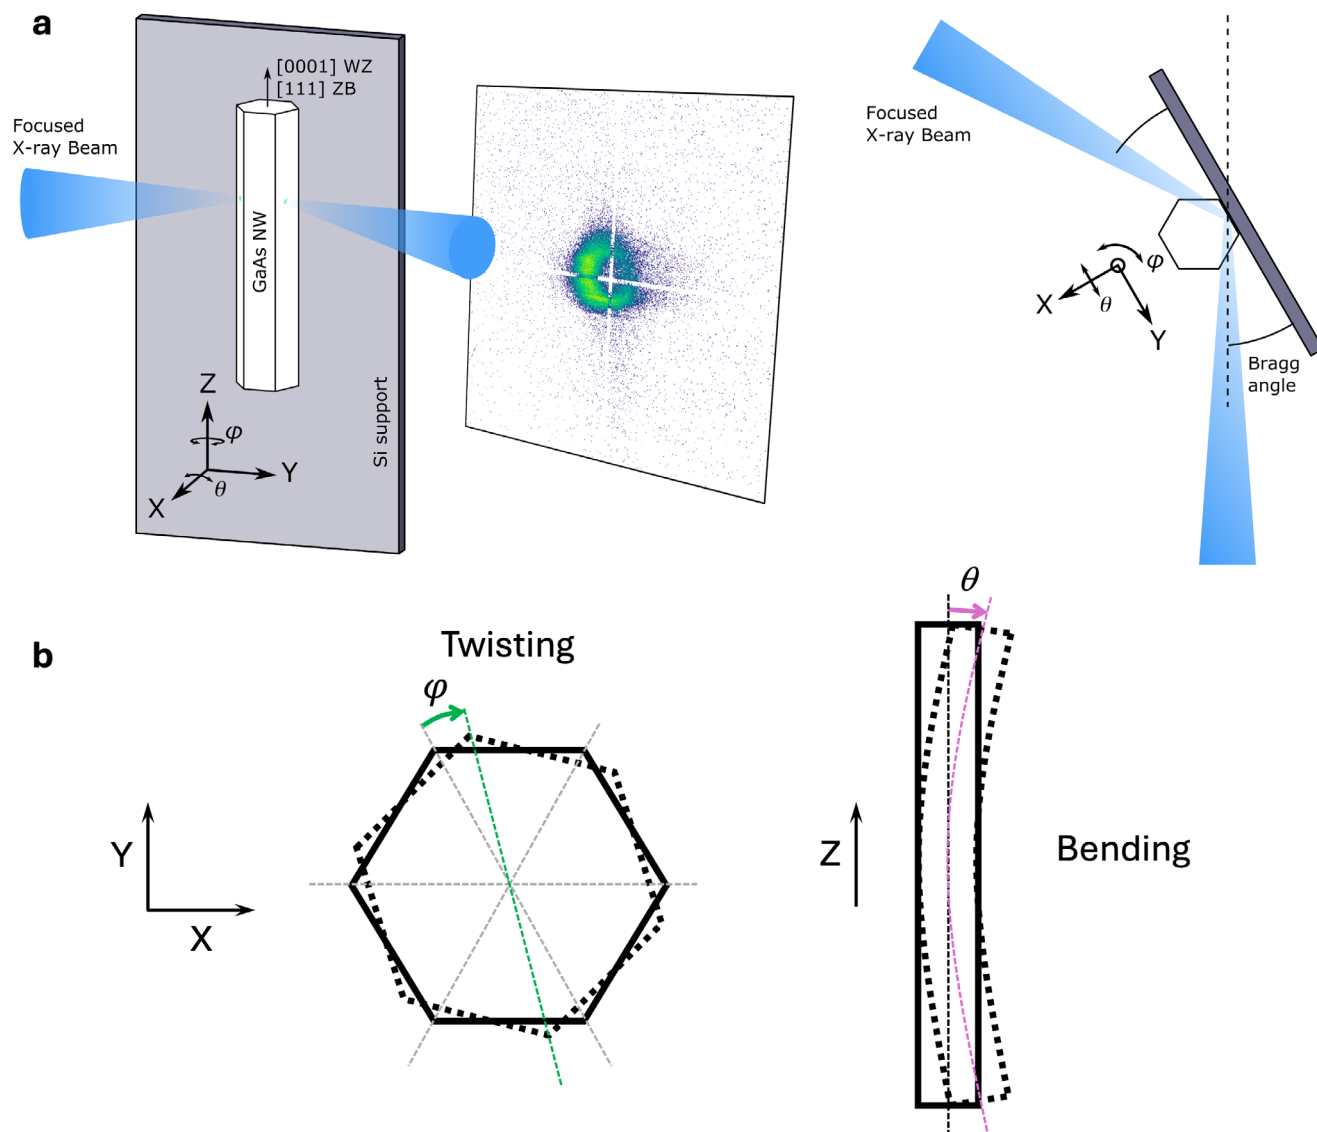 a
[0001] WZ
[111] ZB
Focused
X-ray Beam
GaAs NW
Z
φ
Y
X
θ
Si support
Focused
X-ray Beam
φ
X
θ
Y
Bragg
angle
b
Twisting
φ
Y
X
θ
Z
Bending